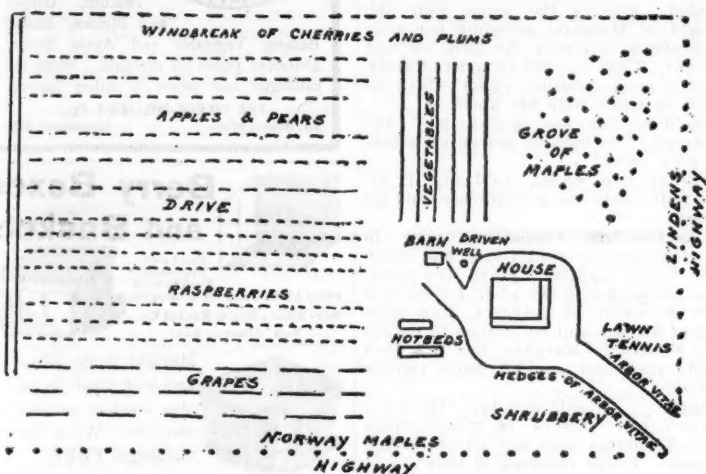 WINDBREAK OF CHERRIES AND
APPLES & PEARS
VEGETABLES
GROVE
OF
MAPLES
LINDENS
HIGHWAY
DRIVE
BARN
DRIVEN
WELL
HOUSE
RASPBERRIES
HOTBEDS
LAWN
TENNIS
ARBOR VITAE
GRAPES
HEDGES OF ARBOR VITAE
SHRUBBERY
NORWAY MAPLES
HIGHWAY